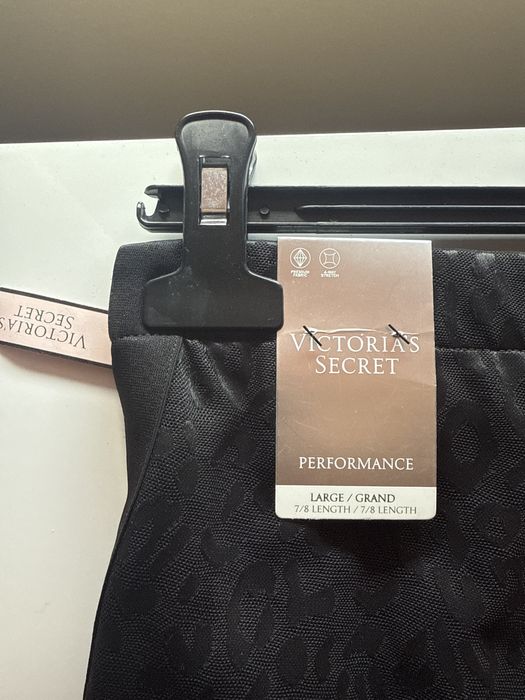 PREMIUM
FABRIC
4-WAY
STRETCH
VICTORIA'S
SECRET
PERFORMANCE
LARGE / GRAND
7/8 LENGTH / 7/8 LENGTH
VICTORIA'S
SECRET